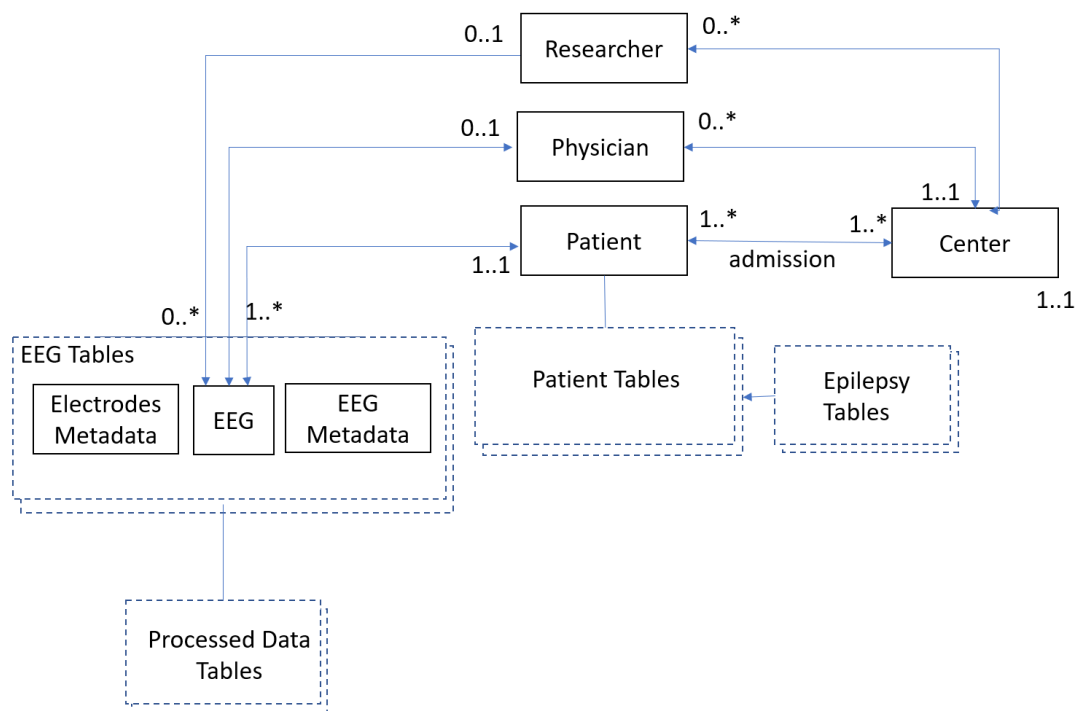 0..1
Researcher
0..*
0..1
Physician
0..*
1..1
Patient
1..*
1..*
Center
1..1
admission
1..1
0..*
1..*
EEG Tables
Electrodes
Metadata
EEG
EEG
Metadata
Patient Tables
Epilepsy
Tables
Processed Data
Tables